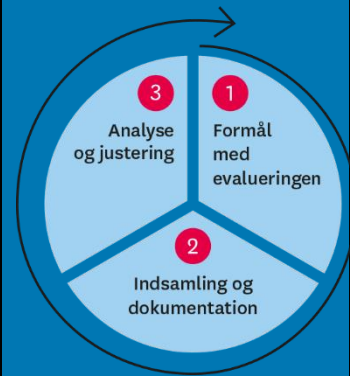 1
Formål
med
evalueringen
2
Indsamling og
dokumentation
3
Analyse
og justering